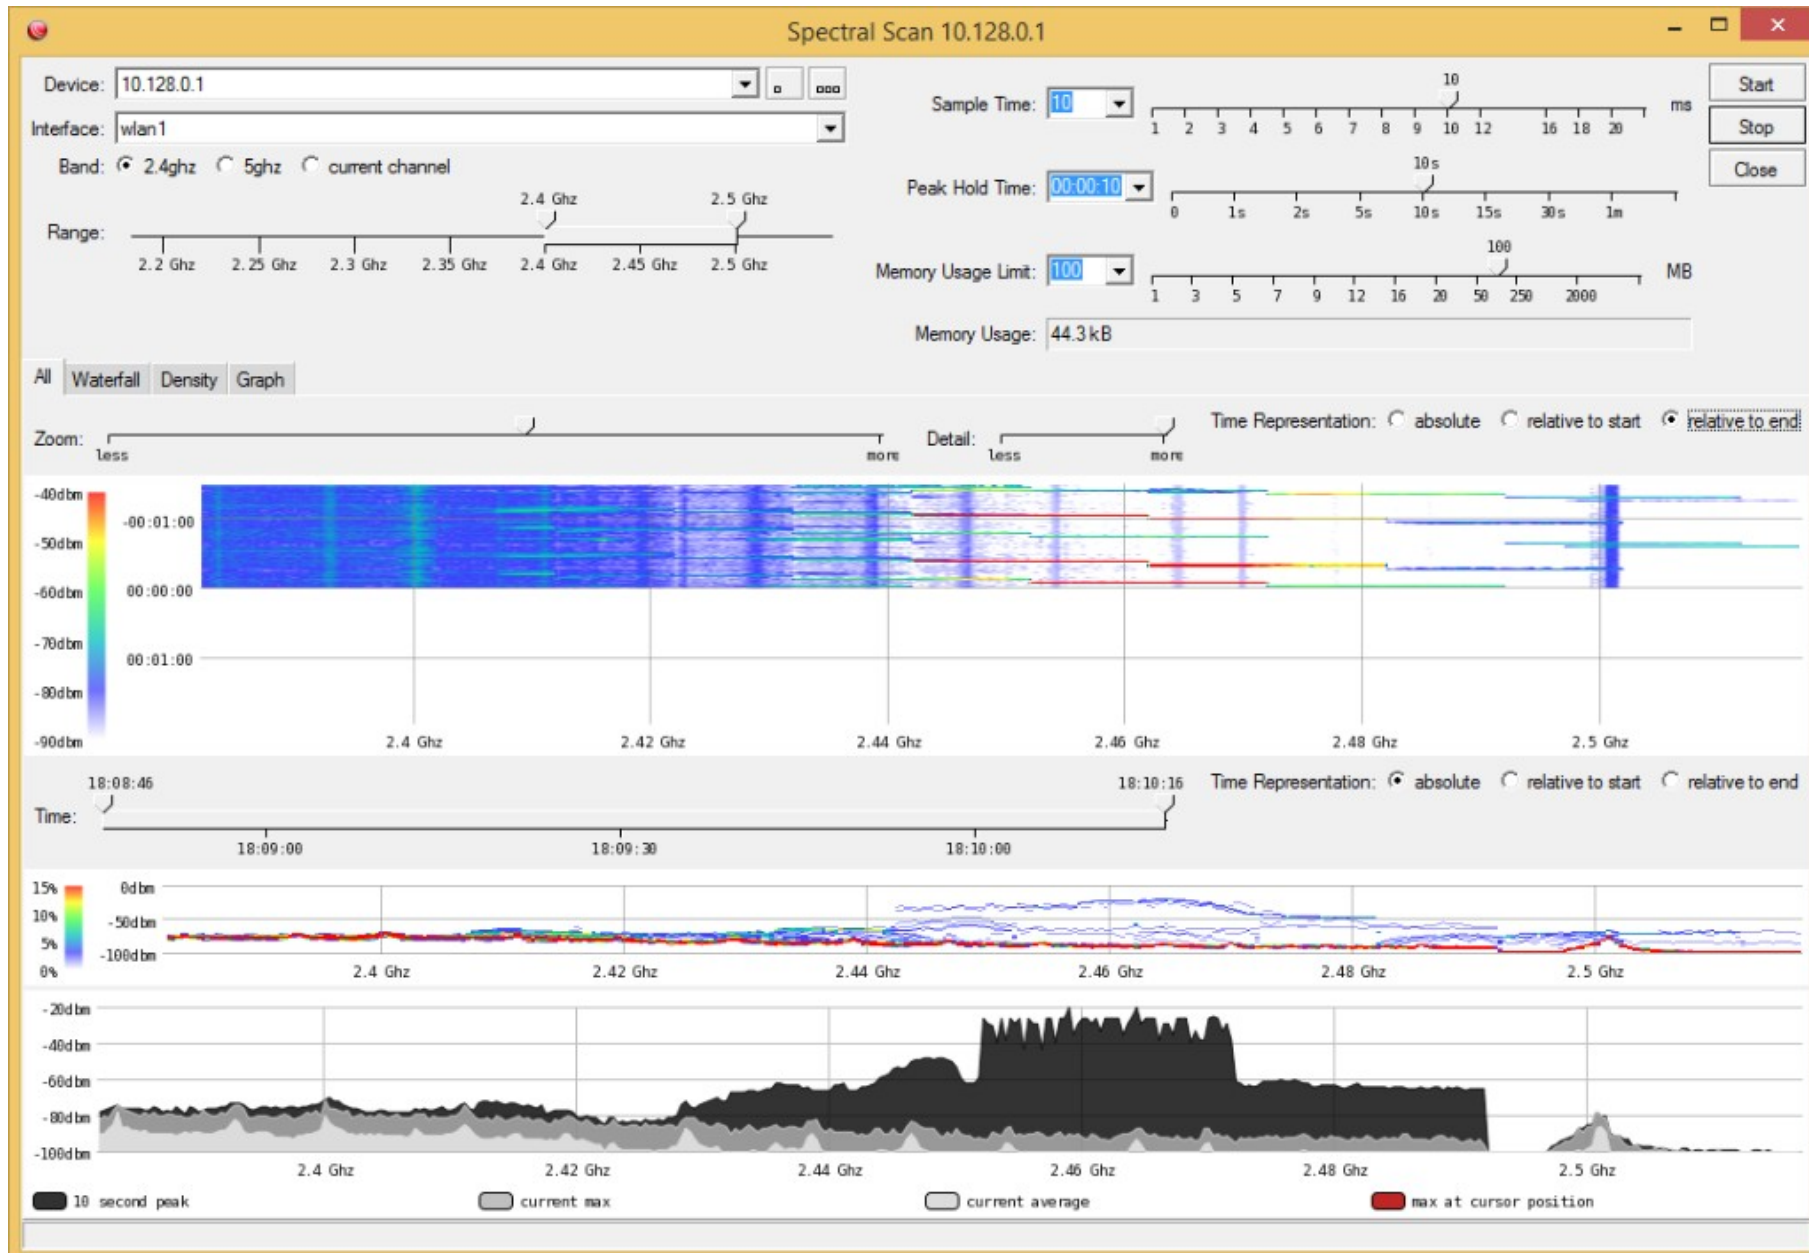 Spectral Scan 10.128.0.1
Device: 10.128.0.1
Interface: wlan1
Band: 2.4ghz 5ghz current channel
2.4 Ghz 2.5 Ghz
Range:
2.2 Ghz 2.25 Ghz 2.3 Ghz 2.35 Ghz 2.4 Ghz 2.45 Ghz 2.5 Ghz
10
Sample Time: 10 ms
1 2 3 4 5 6 7 8 9 10 12 16 18 20
10s
Peak Hold Time: 00:00:10
0 1s 2s 5s 10s 15s 30s 1m
100
Memory Usage Limit: 100 MB
1 3 5 7 9 12 16 20 50 250 2000
Memory Usage: 44.3 kB
Start
Stop
Close
All Waterfall Density Graph
Zoom: less more
Detail: less more
Time Representation: absolute relative to start relative to end
-40dbm
-50dbm
-60dbm
-70dbm
-80dbm
-90dbm
-00:01:00
00:00:00
00:01:00
2.4 Ghz 2.42 Ghz 2.44 Ghz 2.46 Ghz 2.48 Ghz 2.5 Ghz
18:08:46 18:10:16
Time:
18:09:00 18:09:30 18:10:00
Time Representation: absolute relative to start relative to end
15%
10%
5%
0%
0dbm
-50dbm
-100dbm
2.4 Ghz 2.42 Ghz 2.44 Ghz 2.46 Ghz 2.48 Ghz 2.5 Ghz
-20dbm
-40dbm
-60dbm
-80dbm
-100dbm
2.4 Ghz 2.42 Ghz 2.44 Ghz 2.46 Ghz 2.48 Ghz 2.5 Ghz
10 second peak current max current average max at cursor position